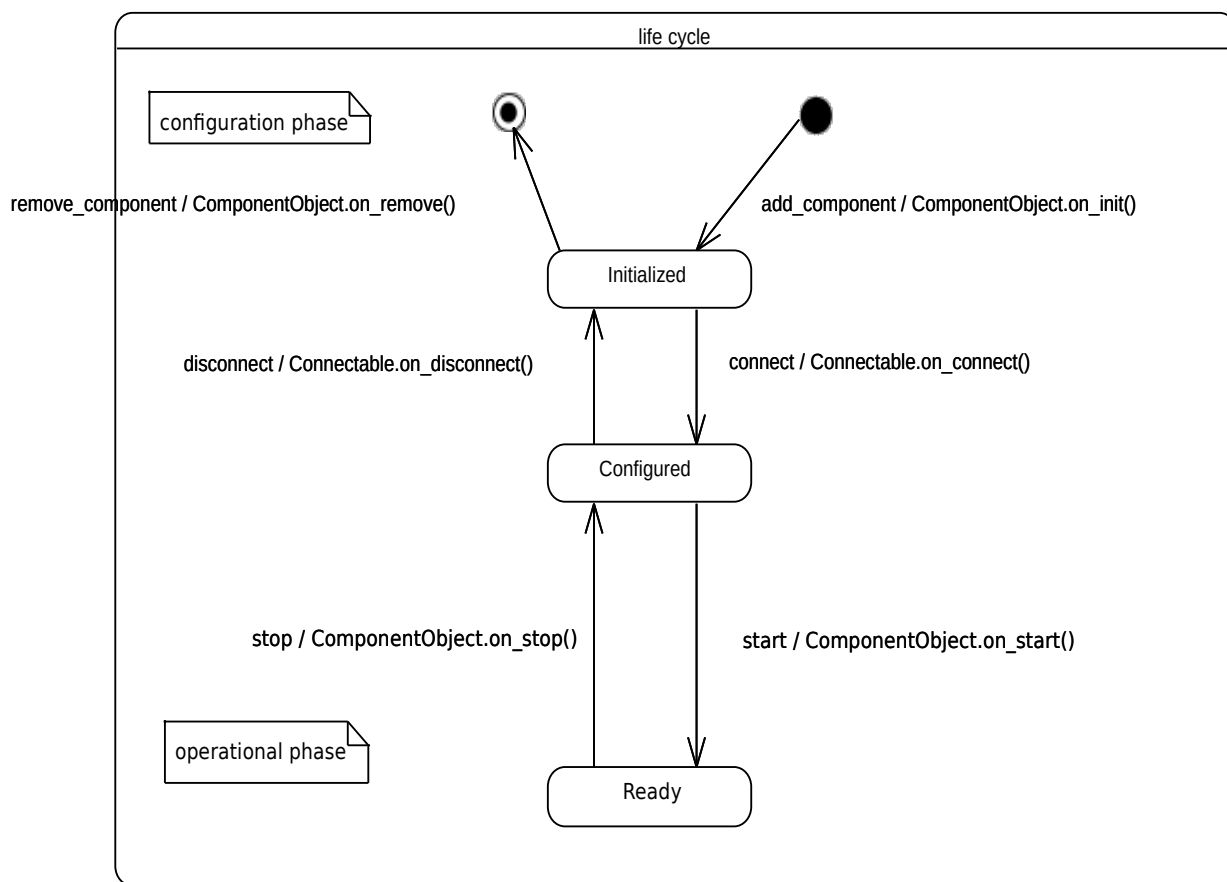 life cycle
configuration phase
remove_component / ComponentObject.on_remove()
add_component / ComponentObject.on_init()
Initialized
disconnect / Connectable.on_disconnect()
connect / Connectable.on_connect()
Configured
stop / ComponentObject.on_stop()
start / ComponentObject.on_start()
operational phase
Ready